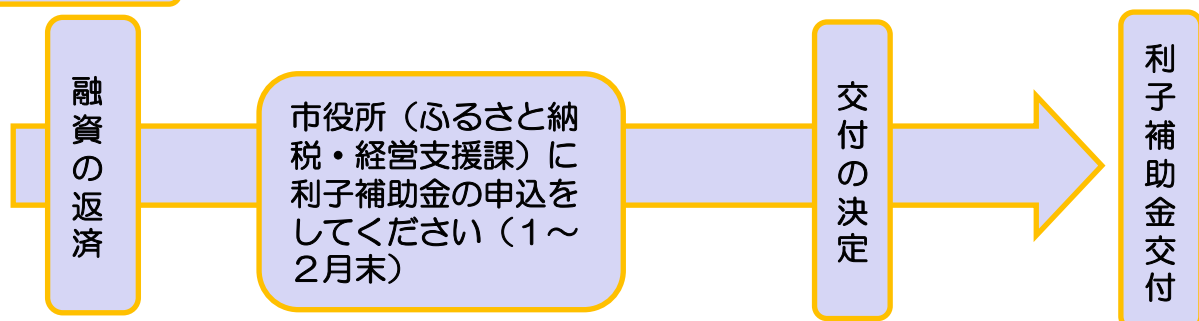 融資の返済
市役所（ふるさと納
税・経営支援課）に
利子補助金の申込を
してください（１～
２月末）
交付の決定
利子補助金交付